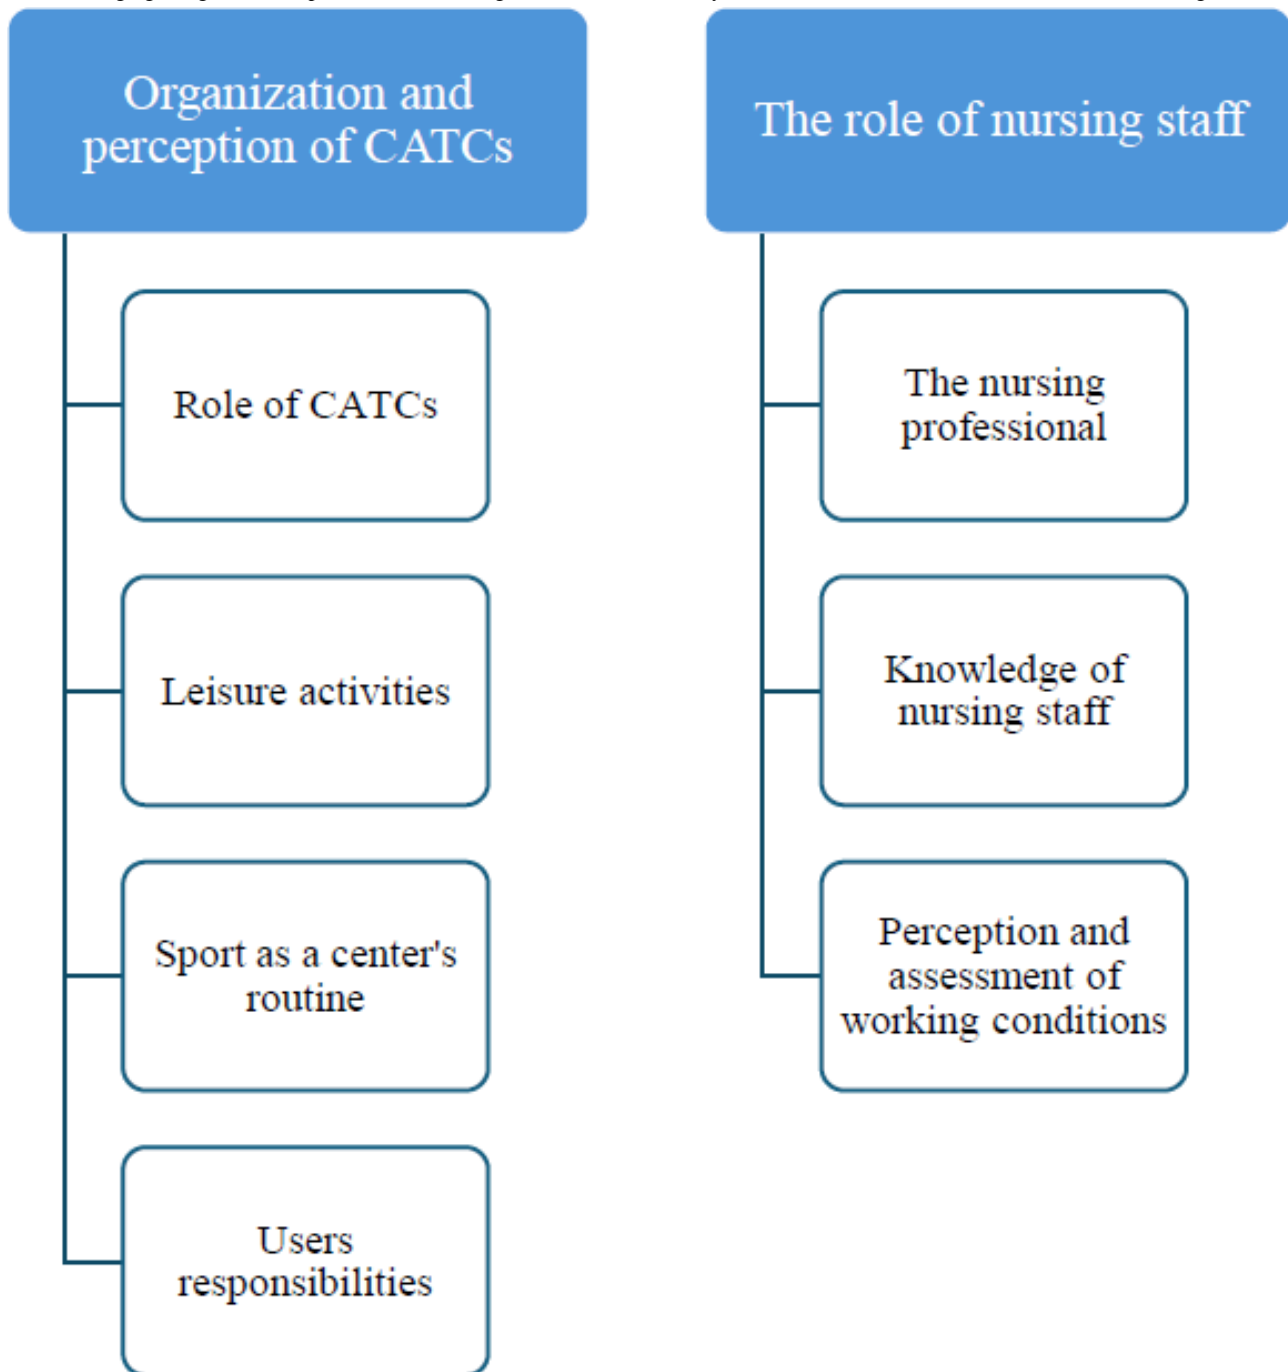 Organization and
perception of CATCs
Role of CATCs
Leisure activities
Sport as a center's
routine
Users
responsibilities
The role of nursing staff
The nursing
professional
Knowledge of
nursing staff
Perception and
assessment of
working conditions